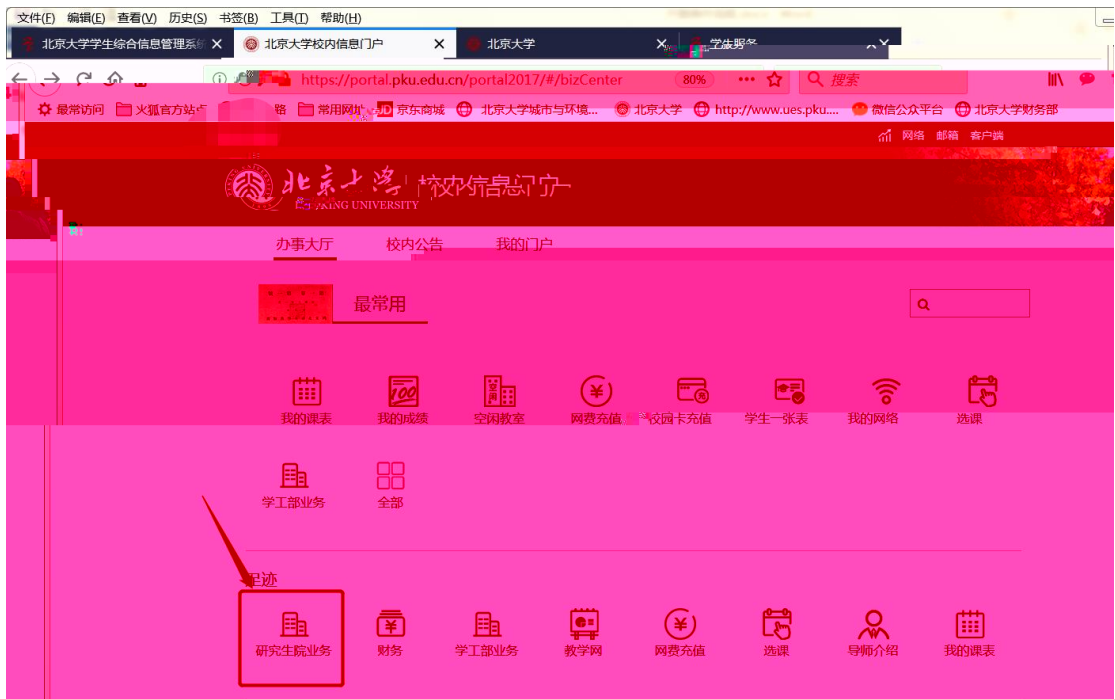 文件(F) 编辑(E) 查看(V) 历史(S) 书签(B) 工具(T) 帮助(H)
北京大学学生综合信息管理系统 北京大学校内信息门户 北京大学
https://portal.pku.edu.cn/portal2017/#/bizCenter 80% 搜索
最常访问 火狐官方站点 常用网址 京东商城 北京大学城市与环境... 北京大学 http://www.ues.pku.... 微信公众平台 北京大学财务部
网络 邮箱 客户端
北京大学 校内信息门户
UNIVERSITY
办事大厅 校内公告 我的门户
最常用
我的课表 我的成绩 空闲教室 网费充值 校园卡充值 学生一张表 我的网络 选课
学工部业务 全部
足迹
研究生院业务 财务 学工部业务 教学网 网费充值 选课 导师介绍 我的课表